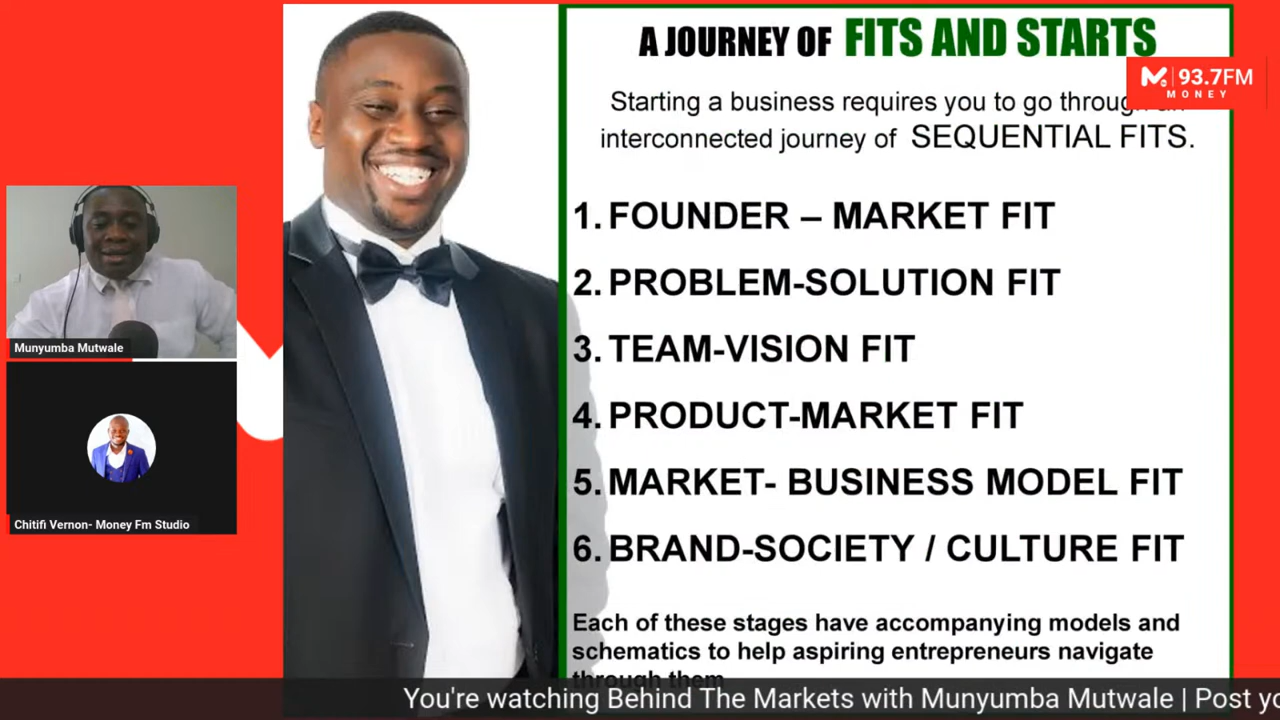 A JOURNEY OF FITS AND STARTS
93.7FM
MONEY
Starting a business requires you to go through
interconnected journey of SEQUENTIAL FITS.
1. FOUNDER – MARKET FIT
2. PROBLEM-SOLUTION FIT
3. TEAM-VISION FIT
4. PRODUCT-MARKET FIT
5. MARKET- BUSINESS MODEL FIT
6. BRAND-SOCIETY / CULTURE FIT
Each of these stages have accompanying models and
schematics to help aspiring entrepreneurs navigate
through them
Munyumba Mutwale
Chitifi Vernon- Money Fm Studio
You're watching Behind The Markets with Munyumba Mutwale | Post